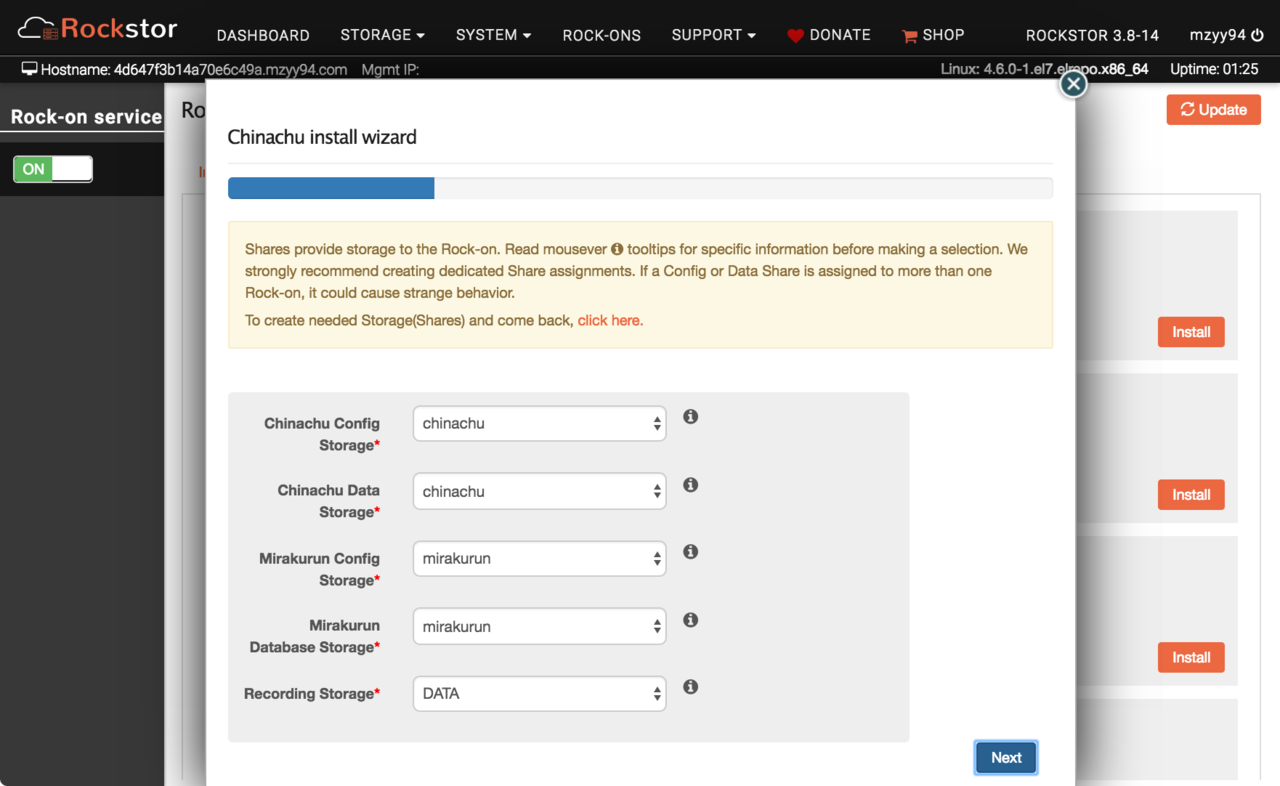 Rockstor DASHBOARD STORAGE SYSTEM ROCK-ONS SUPPORT DONATE SHOP ROCKSTOR 3.8-14 mzyy94
Hostname: 4d647f3b14a70e6c49a.mzyy94.com Mgmt IP: Linux: 4.6.0-1.el7.elrepo.x86_64 Uptime: 01:25
Rock-on service
Ro
Update
ON
In
Chinachu install wizard
Shares provide storage to the Rock-on. Read mousever tooltips for specific information before making a selection. We
strongly recommend creating dedicated Share assignments. If a Config or Data Share is assigned to more than one
Rock-on, it could cause strange behavior.
To create needed Storage(Shares) and come back, click here.
Install
Chinachu Config
Storage*
chinachu
Chinachu Data
Storage*
chinachu
Install
Mirakurun Config
Storage*
mirakurun
Mirakurun
Database Storage*
mirakurun
Install
Recording Storage*
DATA
Next